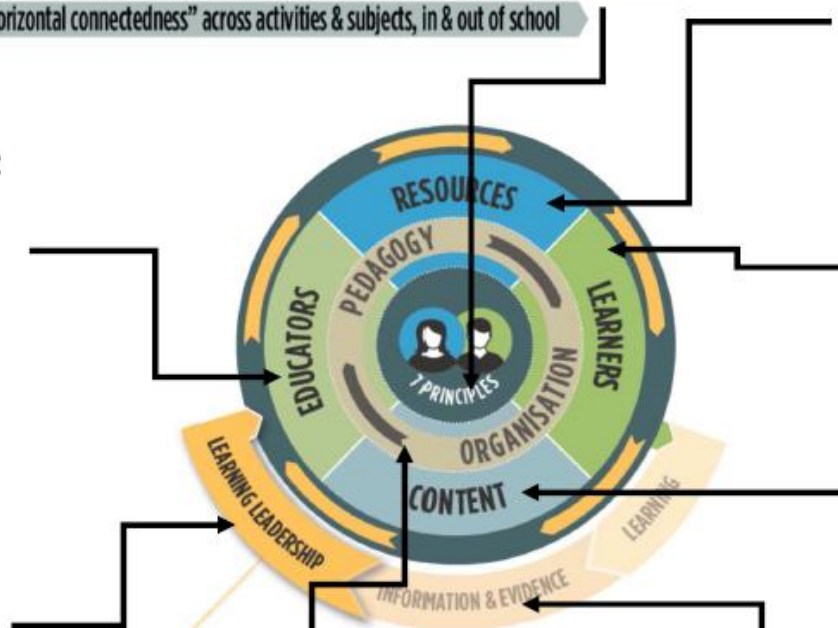 orizontal connectedness” across activities & subjects, in & out of school
RESOURCES
PEDAGOGY
EDUCATORS
LEARNERS
7 PRINCIPLES
ORGANISATION
CONTENT
LEARNING LEADERSHIP
LEARNING
INFORMATION & EVIDENCE